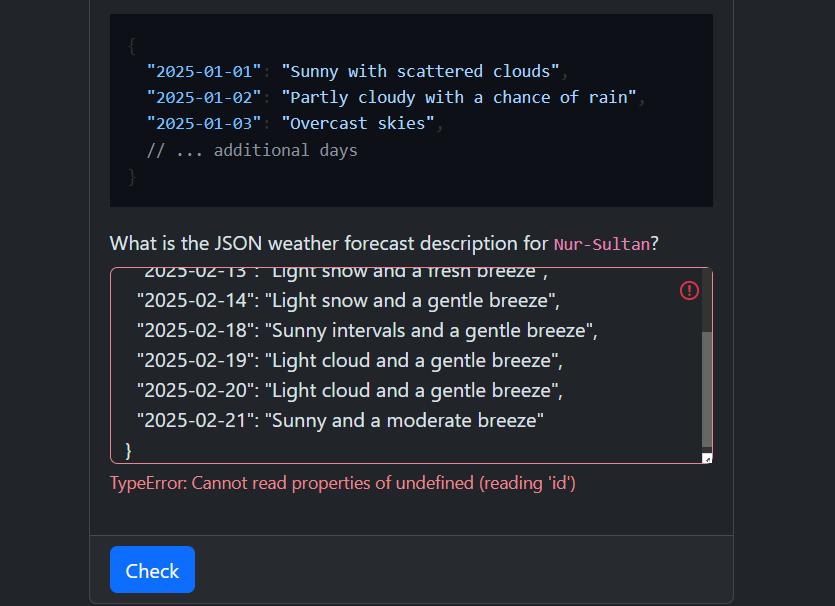 {
"2025-01-01": "Sunny with scattered clouds",
"2025-01-02": "Partly cloudy with a chance of rain",
"2025-01-03": "Overcast skies",
// ... additional days
}
What is the JSON weather forecast description for Nur-Sultan?
"2025-02-13": "Light snow and a fresh breeze",
"2025-02-14": "Light snow and a gentle breeze",
"2025-02-18": "Sunny intervals and a gentle breeze",
"2025-02-19": "Light cloud and a gentle breeze",
"2025-02-20": "Light cloud and a gentle breeze",
"2025-02-21": "Sunny and a moderate breeze"
}
TypeError: Cannot read properties of undefined (reading 'id')
Check